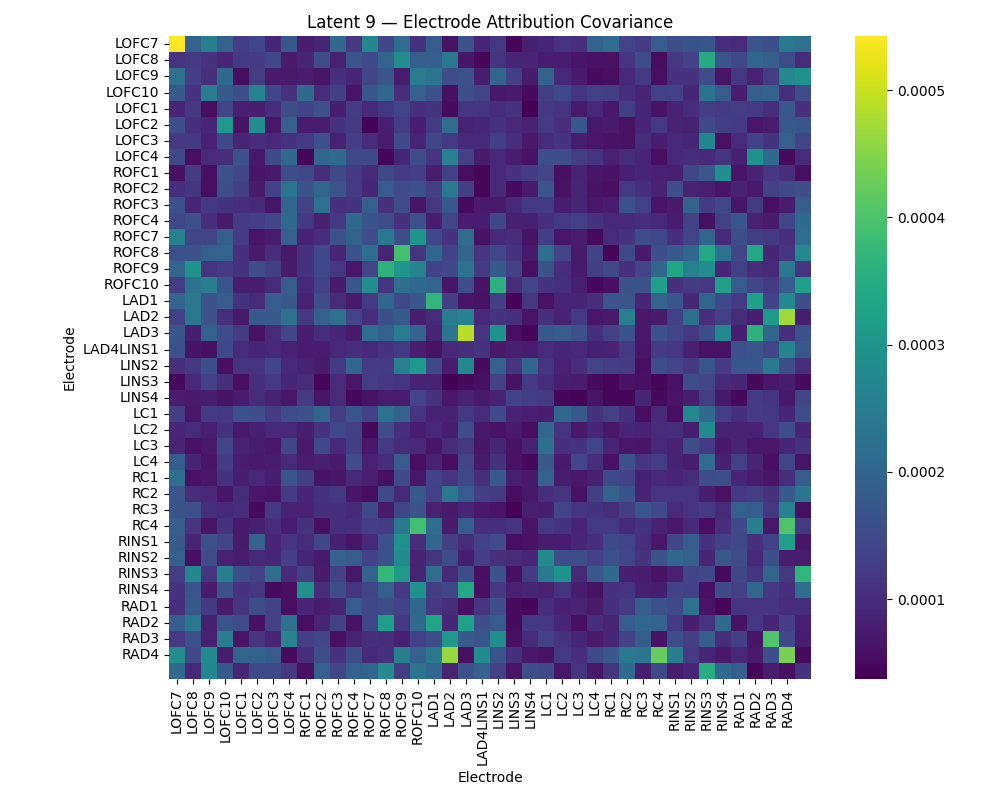 Latent 9 — Electrode Attribution Covariance
LOFC7
LOFC8
LOFC9
LOFC10
LOFC1
LOFC2
LOFC3
LOFC4
ROFC1
ROFC2
ROFC3
ROFC4
ROFC7
ROFC8
ROFC9
ROFC10
LAD1
LAD2
LAD3
LAD4LINS1
LINS2
LINS3
LINS4
LC1
LC2
LC3
LC4
RC1
RC2
RC3
RC4
RINS1
RINS2
RINS3
RINS4
RAD1
RAD2
RAD3
RAD4
Electrode
LOFC7
LOFC8
LOFC9
LOFC10
LOFC1
LOFC2
LOFC3
LOFC4
ROFC1
ROFC2
ROFC3
ROFC4
ROFC7
ROFC8
ROFC9
ROFC10
LAD1
LAD2
LAD3
LAD4LINS1
LINS2
LINS3
LINS4
LC1
LC2
LC3
LC4
RC1
RC2
RC3
RC4
RINS1
RINS2
RINS3
RINS4
RAD1
RAD2
RAD3
RAD4
Electrode
0.0005
0.0004
0.0003
0.0002
0.0001